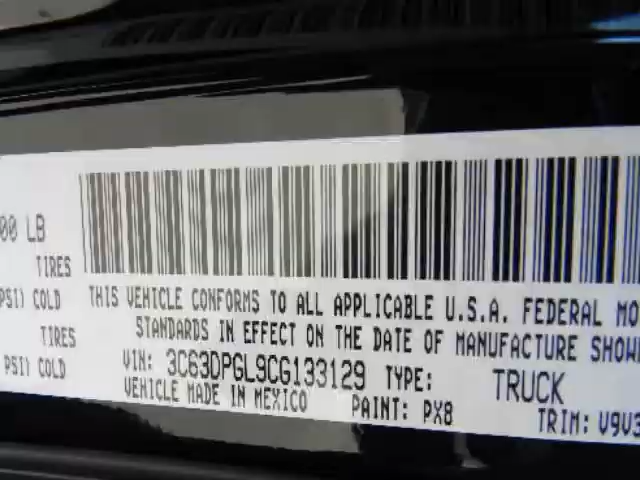 00 LB
TIRES
PSI) COLD
THIS VEHICLE CONFORMS TO ALL APPLICABLE U.S.A. FEDERAL MO
STANDARDS IN EFFECT ON THE DATE OF MANUFACTURE SHOW
TIRES
VIN: 3C63DPGL9CG133129 TYPE: TRUCK
PSI) COLD
VEHICLE MADE IN MEXICO PAINT: PX8 TRIM: V9V3